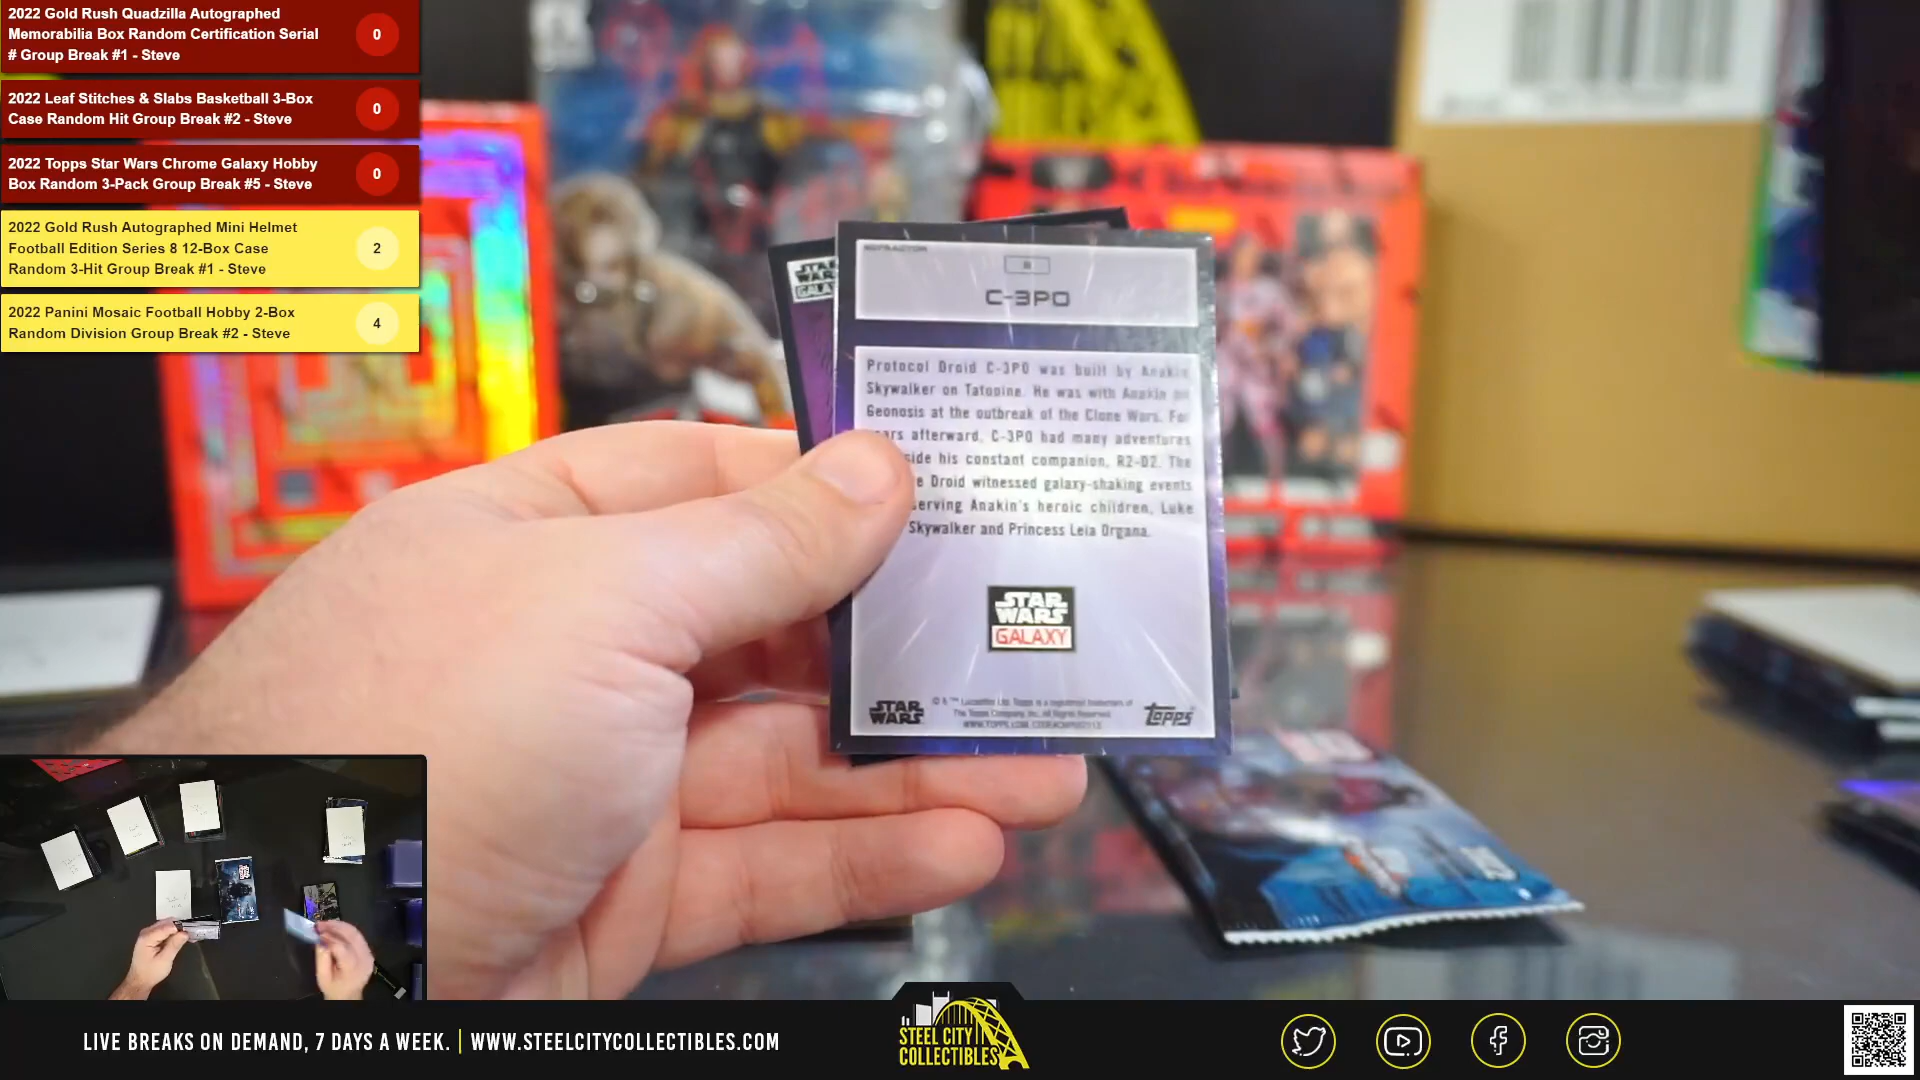 2022 Gold Rush Quadzilla Autographed
Memorabilia Box Random Certification Serial
# Group Break #1 - Steve
0
2022 Leaf Stitches & Slabs Basketball 3-Box
Case Random Hit Group Break #2 - Steve
0
2022 Topps Star Wars Chrome Galaxy Hobby
Box Random 3-Pack Group Break #5 - Steve
0
2022 Gold Rush Autographed Mini Helmet
Football Edition Series 8 12-Box Case
Random 3-Hit Group Break #1 - Steve
2
2022 Panini Mosaic Football Hobby 2-Box
Random Division Group Break #2 - Steve
4
REFRACTOR
C-3PO
Protocol Droid C-3PO was built by Anakin
Skywalker on Tatooine. He was with Anakin
Geonosis at the outbreak of the Clone Wars. For
afterward, C-3PO had many adventures
his constant companion, R2-D2. The
Droid witnessed galaxy-shaking events
Anakin's heroic children, Luke
Skywalker and Princess Leia Organa.
STAR
WARS
GALAXY
STAR
WARS
topps
LIVE BREAKS ON DEMAND, 7 DAYS A WEEK. | WWW.STEELCITYCOLLECTIBLES.COM
STEEL CITY
COLLECTIBLES